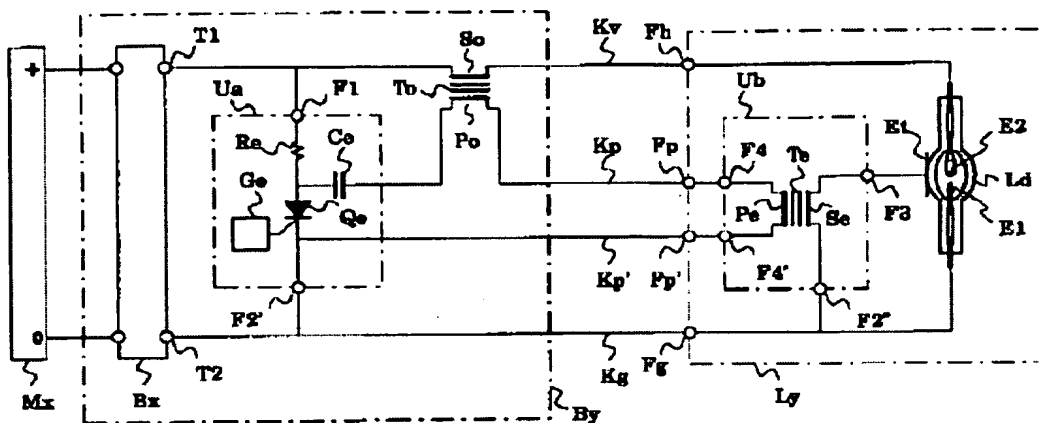 T1
So
Kv
Fh
+
Ua
F1
To
Ub
Re
Ce
Po
Et
E2
Ge
Kp
Fp
F4
Te
Ld
Qe
Pe
Se
F3
E1
Kp'
Fp'
F4'
F2'
F2"
0
T2
Mx
Bx
Kg
Fg
By
Ly